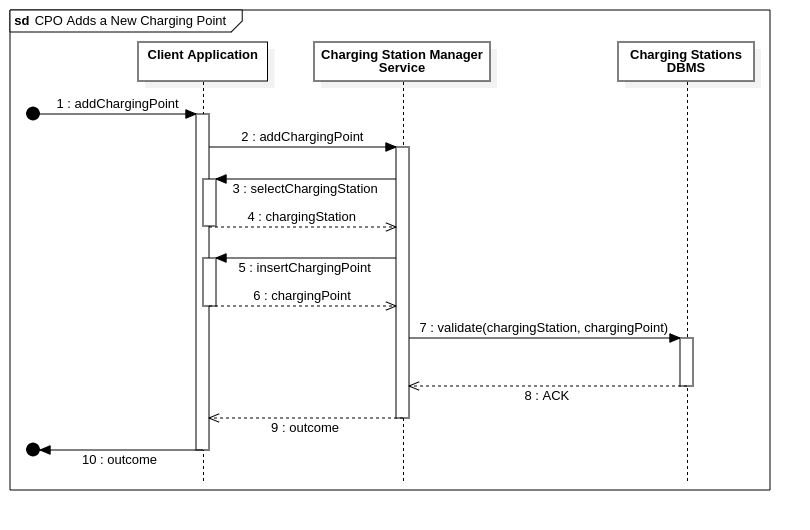 sd CPO Adds a New Charging Point
Client Application
Charging Station Manager
Service
Charging Stations
DBMS
1 : addChargingPoint
2 : addChargingPoint
3 : selectChargingStation
4 : chargingStation
5 : insertChargingPoint
6 : chargingPoint
7 : validate(chargingStation, chargingPoint)
8 : ACK
9 : outcome
10 : outcome